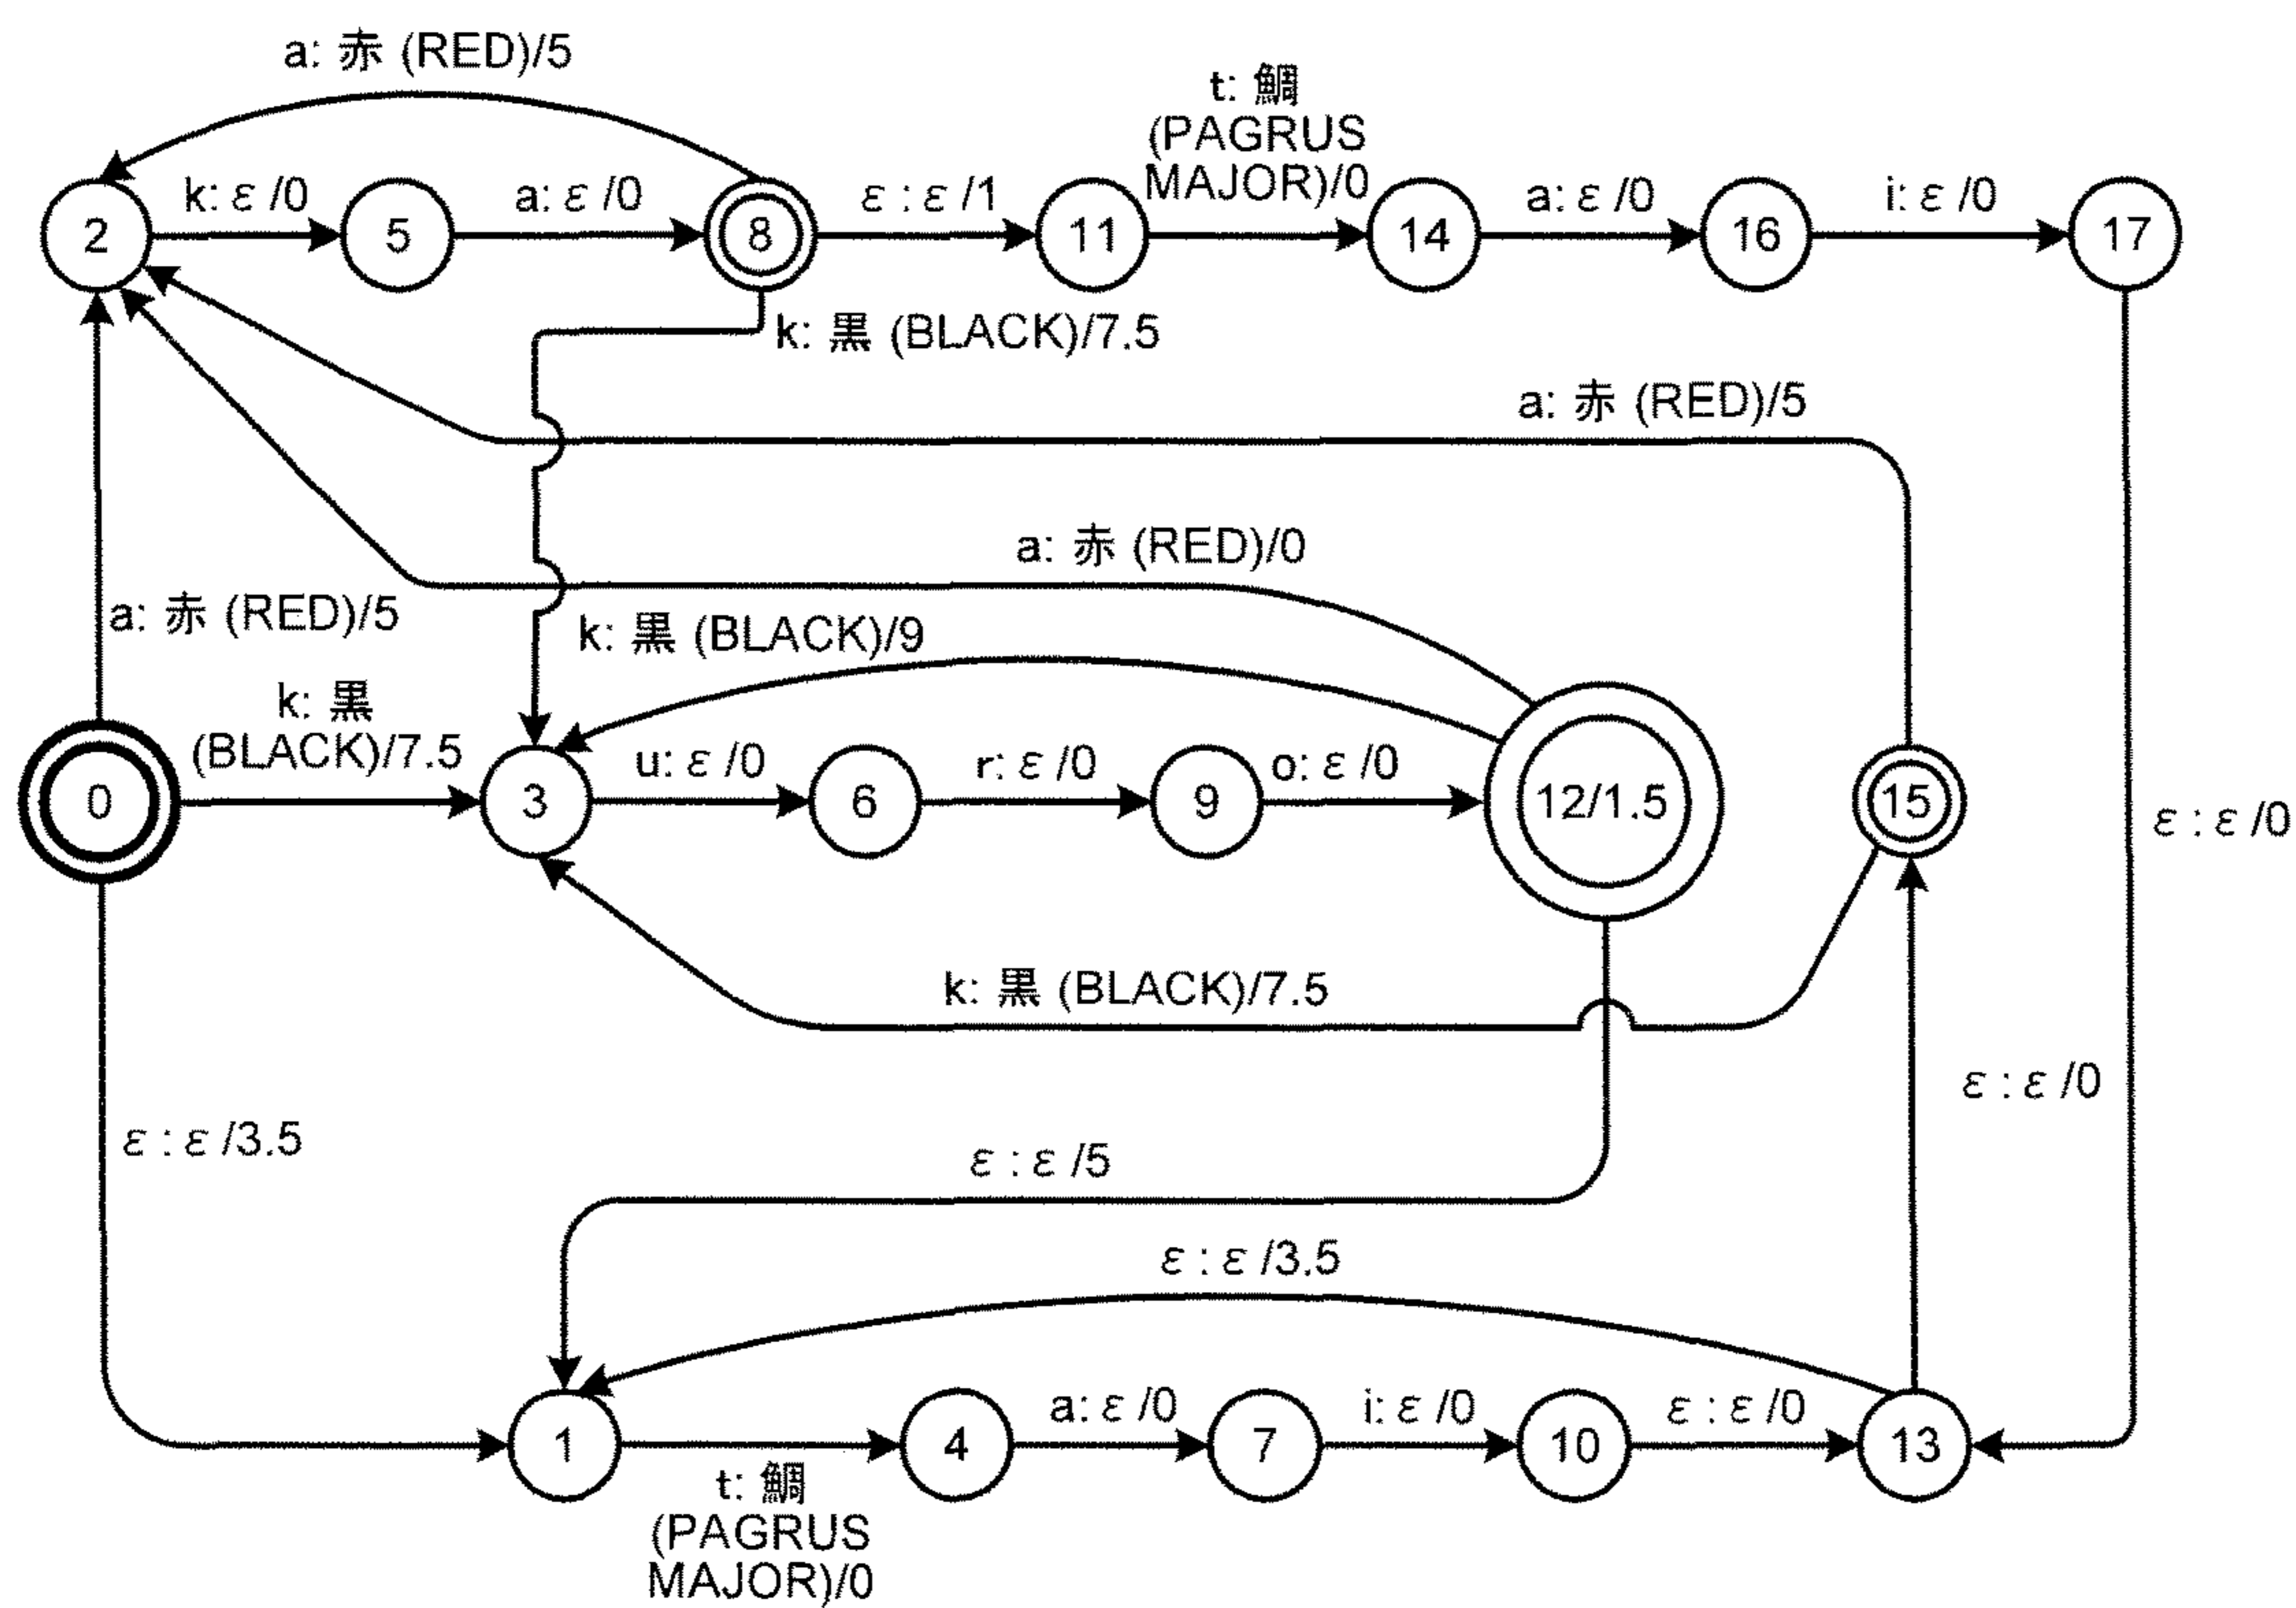 a: 赤 (RED)/5
t: 鯛
(PAGRUS
MAJOR)/0
2
k: ε /0
5
a: ε /0
8
ε : ε /1
11
14
a: ε /0
16
i: ε /0
17
k: 黒 (BLACK)/7.5
a: 赤 (RED)/5
a: 赤 (RED)/0
a: 赤 (RED)/5
k: 黒 (BLACK)/9
k: 黒
(BLACK)/7.5
0
3
u: ε /0
6
r: ε /0
9
o: ε /0
12/1.5
15
ε : ε /0
k: 黒 (BLACK)/7.5
ε : ε /0
ε : ε /3.5
ε : ε /5
ε : ε /3.5
1
4
a: ε /0
7
i: ε /0
10
ε : ε /0
13
t: 鯛
(PAGRUS
MAJOR)/0